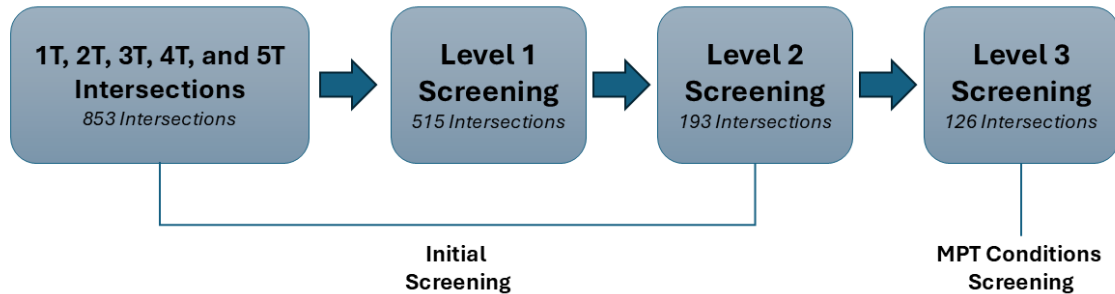 1T, 2T, 3T, 4T, and 5T
Intersections
853 Intersections
Level 1
Screening
515 Intersections
Level 2
Screening
193 Intersections
Level 3
Screening
126 Intersections
Initial
Screening
MPT Conditions
Screening